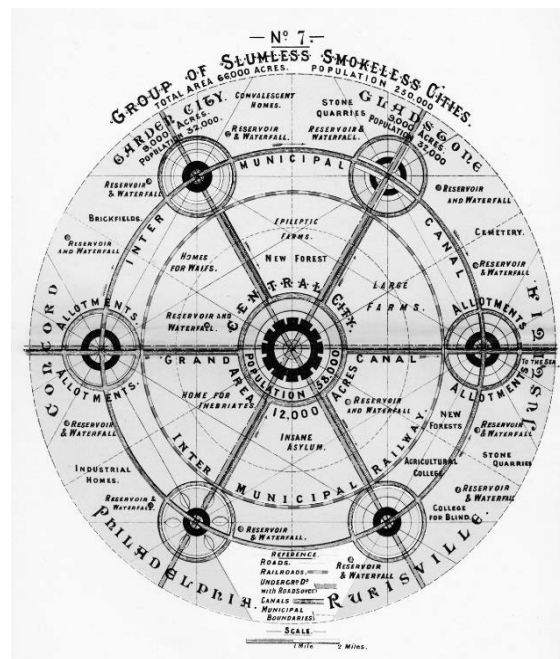 — Nº 7. —
GROUP OF SLUMLESS SMOKELESS CITIES.
TOTAL AREA 66,000 ACRES. POPULATION 250,000
GARDEN CITY.
9,000 ACRES.
POPULATION 32,000.
CONVALESCENT
HOMES.
STONE
QUARRIES
GLADSTONE
9,000 ACRES
POPULATION 32,000
RESERVOIR
& WATERFALL.
RESERVOIR
& WATERFALL.
RESERVOIR
& WATERFALL
INTER MUNICIPAL CANAL
RESERVOIR
AND WATERFALL
BRICKFIELDS.
EPILEPTIC
FARMS.
CEMETERY.
RESERVOIR
AND WATERFALL
HOMES
FOR WAIFS.
NEW FOREST
RESERVOIR
& WATERFALL
LARGE
FARMS.
CONCORD
ALLOTMENTS.
RESERVOIR AND
WATERFALL.
CENTRAL CITY.
ALLOTMENTS
JUSTITIA
GRAND CANAL
TO THE SEA
ALLOTMENTS.
AREA 12,000 ACRES
POPULATION 58,000
ALLOTMENTS
HOME FOR
INEBRIATES.
RESERVOIR
AND WATERFALL
NEW
FORESTS
RESERVOIR
& WATERFALL
RESERVOIR
& WATERFALL
INSANE
ASYLUM.
INTER MUNICIPAL RAILWAY.
AGRICULTURAL
COLLEGE
STONE
QUARRIES
INDUSTRIAL
HOMES.
RESERVOIR &
WATERFALL
RESERVOIR
& WATERFALL
COLLEGE
FOR BLIND.
PHILADELPHIA.
RESERVOIR
& WATERFALL.
RURISVILLE.
RESERVOIR
& WATERFALL
REFERENCE.
ROADS.
RAILROADS.
UNDERGRD Dº
with ROAD OVER
CANALS
MUNICIPAL
BOUNDARIES
SCALE.
1 MILE 2 MILES.